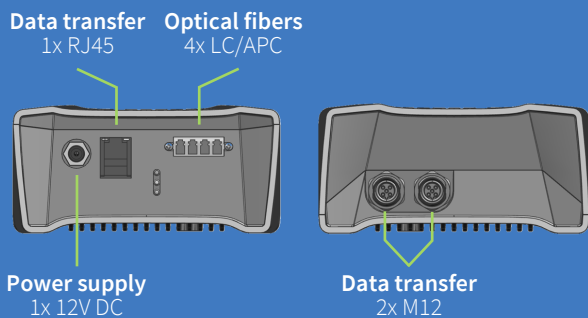 Data transfer
1x RJ45
Optical fibers
4x LC/APC
Power supply
1x 12V DC
Data transfer
2x M12